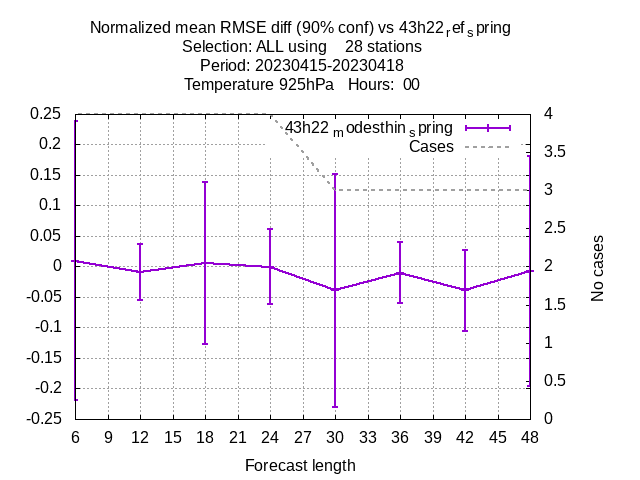 Normalized mean RMSE diff (90% conf) vs 43h22refspring
Selection: ALL using 28 stations
Period: 20230415-20230418
Temperature 925hPa Hours: 00
43h22modesthinspring
Cases
0.25
0.2
0.15
0.1
0.05
0
-0.05
-0.1
-0.15
-0.2
-0.25
4
3.5
3
2.5
2
1.5
1
0.5
0
No cases
6 9 12 15 18 21 24 27 30 33 36 39 42 45 48
Forecast length